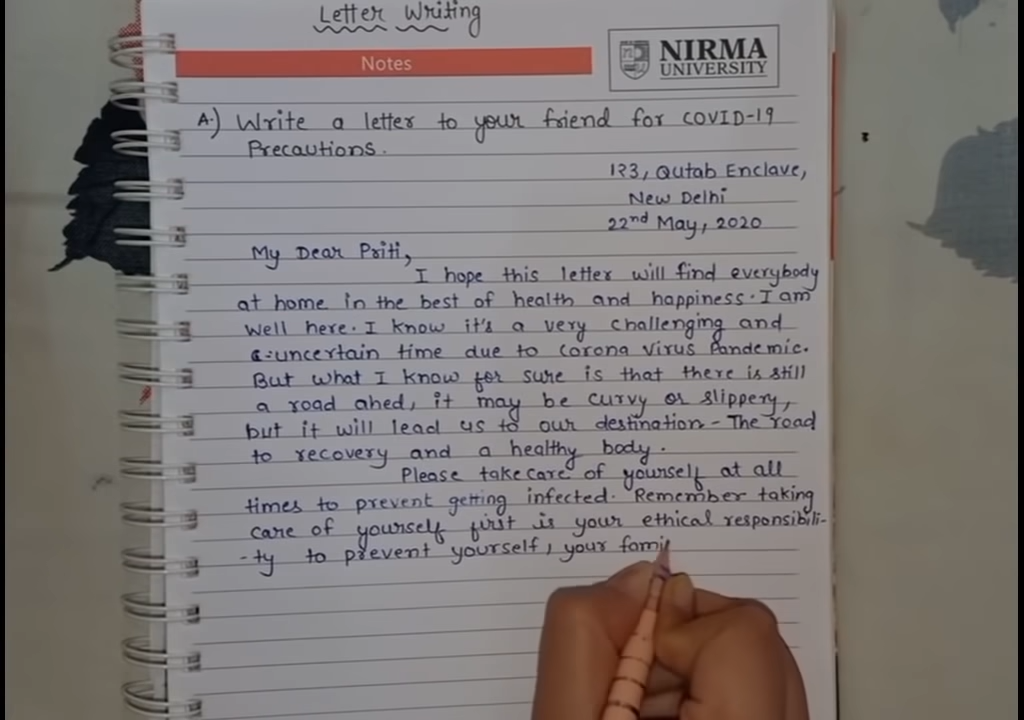 Letter Writing
Notes
NIRMA
UNIVERSITY
A.) Write a letter to your friend for COVID-19
Precautions.
123, Qutab Enclave,
New Delhi
22nd May, 2020
My Dear Priti,
I hope this letter will find everybody
at home in the best of health and happiness. I am
well here. I know it's a very challenging and
uncertain time due to corona virus Pandemic.
But what I know for sure is that there is still
a road ahed, it may be curvy or slippery,
but it will lead us to our destination - The road
to recovery and a healthy body.
Please take care of yourself at all
times to prevent getting infected. Remember taking
care of yourself first is your ethical responsibili-
-ty to prevent yourself, your fami